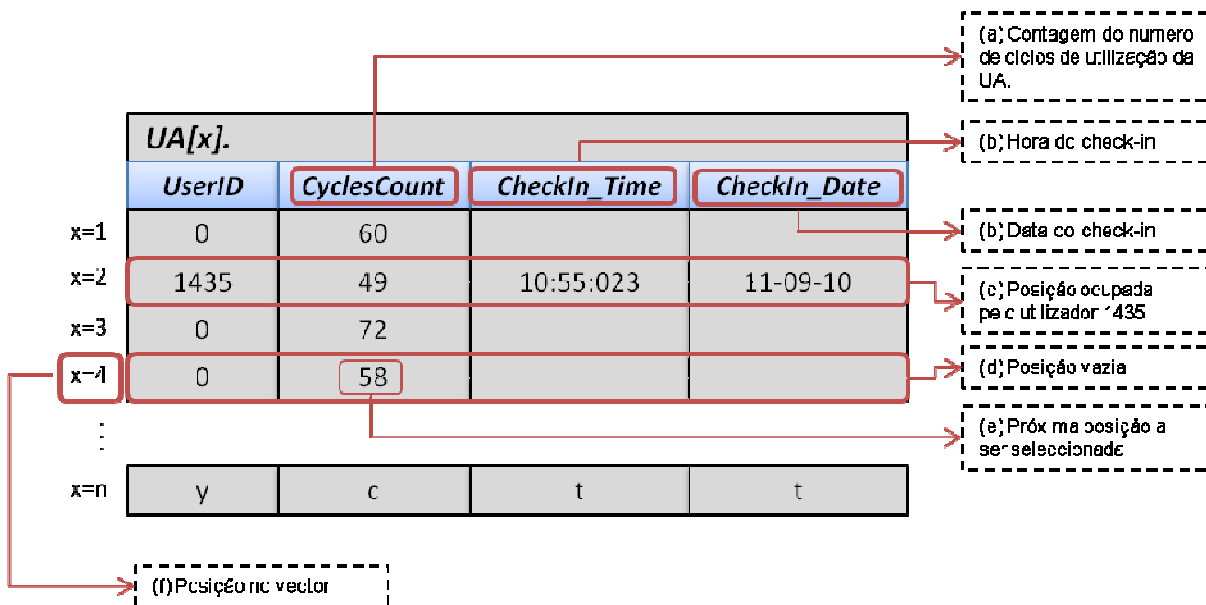 (a) Contagem do numero
de ciclos de utilização da
UA.
UA[x].
(b) Hora do check-in
UserID CyclesCount CheckIn_Time CheckIn_Date
x=1 0 60
(b) Data do check-in
x=2 1435 49 10:55:023 11-09-10
(c) Posição ocupada
pelo utilizador 1435
x=3 0 72
x=4 0 58
(d) Posição vazia
(e) Próxima posição a
ser seleccionada
x=n y c t t
(f) Posição no vector